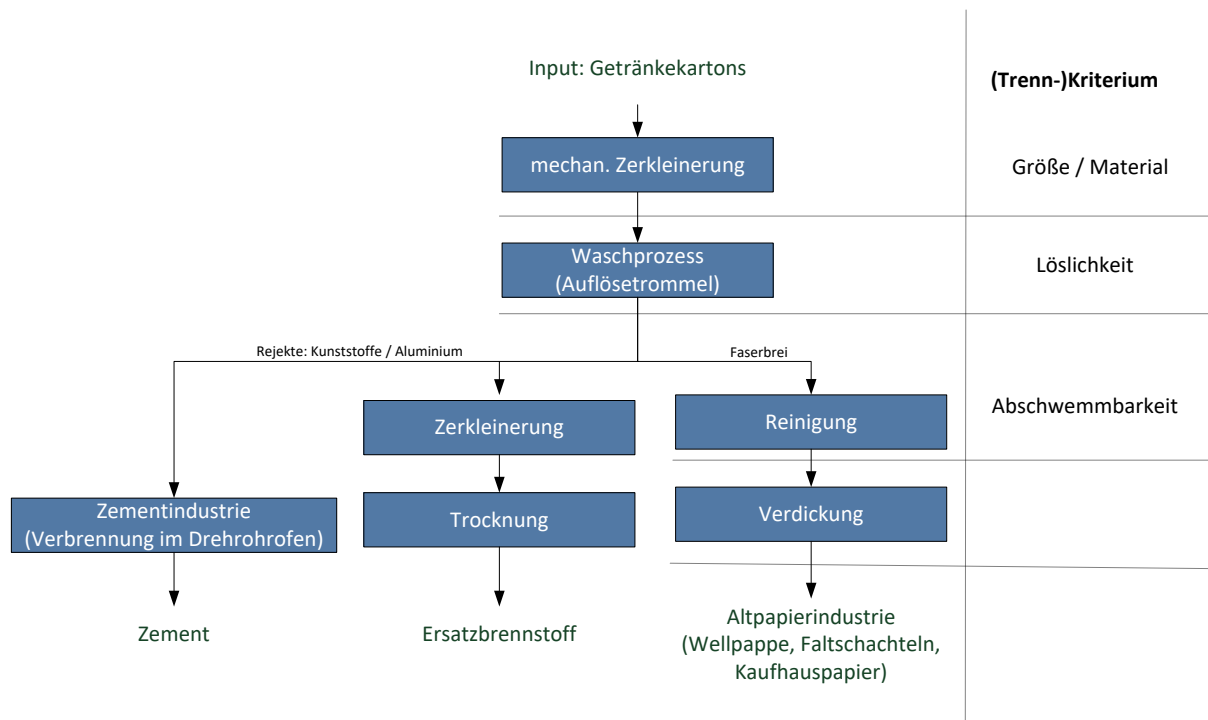 Input: Getränkekartons
(Trenn-)Kriterium
mechan. Zerkleinerung
Größe / Material
Waschprozess
(Auflösetrommel)
Löslichkeit
Rejekte: Kunststoffe / Aluminium
Faserbrei
Zerkleinerung
Reinigung
Abschwemmbarkeit
Zementindustrie
(Verbrennung im Drehrohrofen)
Trocknung
Verdickung
Zement
Ersatzbrennstoff
Altpapierindustrie
(Wellpappe, Faltschachteln,
Kaufhauspapier)